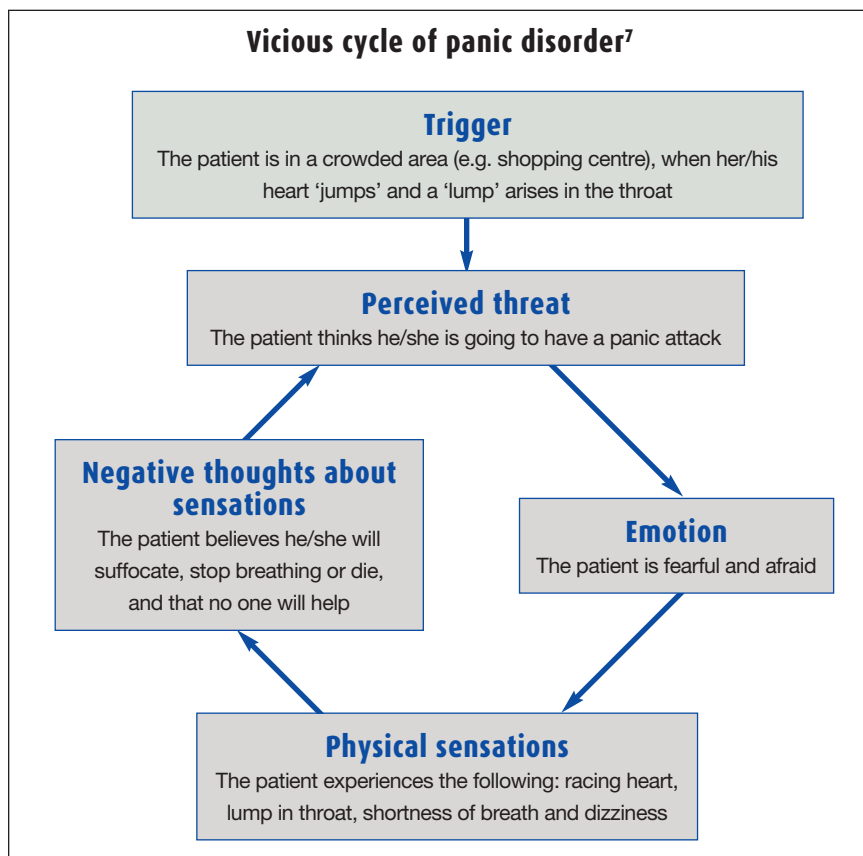 Vicious cycle of panic disorder⁷
Trigger
The patient is in a crowded area (e.g. shopping centre), when her/his
heart ‘jumps’ and a ‘lump’ arises in the throat
Perceived threat
The patient thinks he/she is going to have a panic attack
Negative thoughts about
sensations
The patient believes he/she will
suffocate, stop breathing or die,
and that no one will help
Emotion
The patient is fearful and afraid
Physical sensations
The patient experiences the following: racing heart,
lump in throat, shortness of breath and dizziness